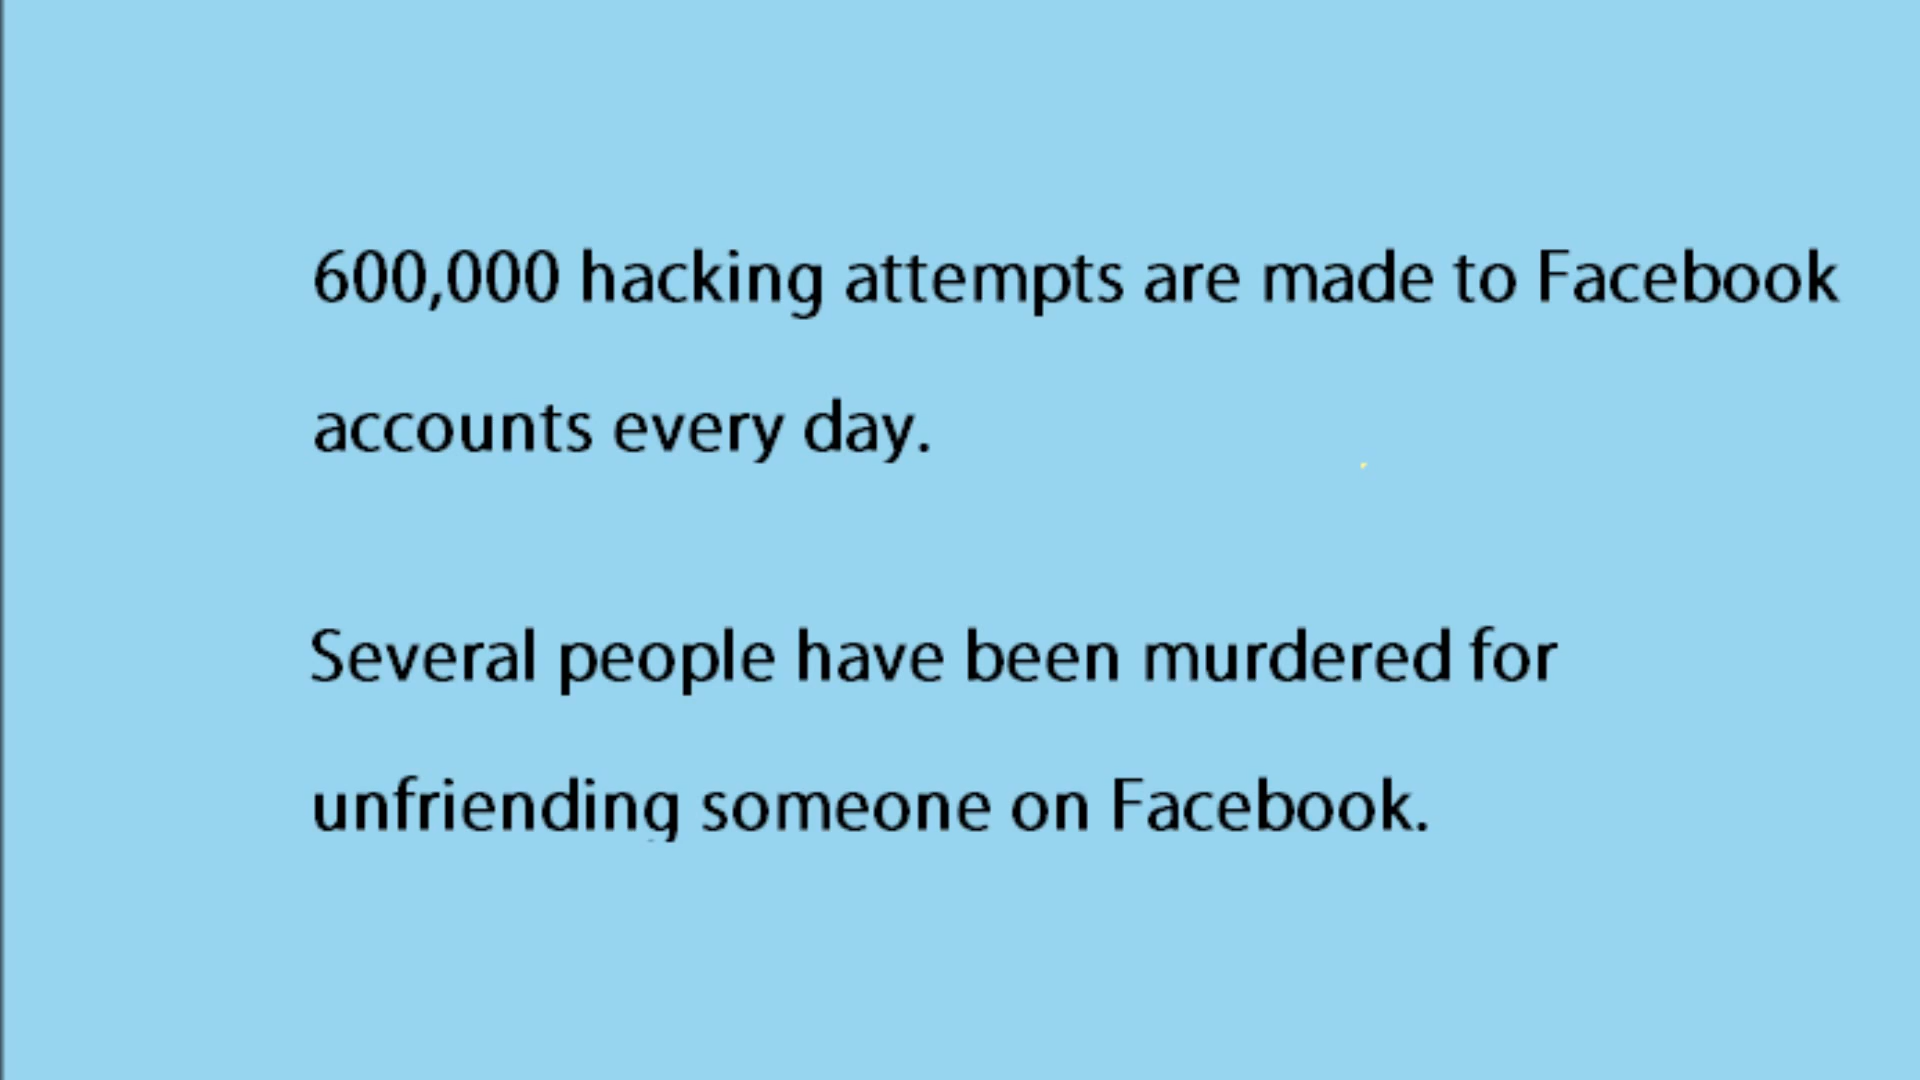 600,000 hacking attempts are made to Facebook
accounts every day.
Several people have been murdered for
unfriending someone on Facebook.